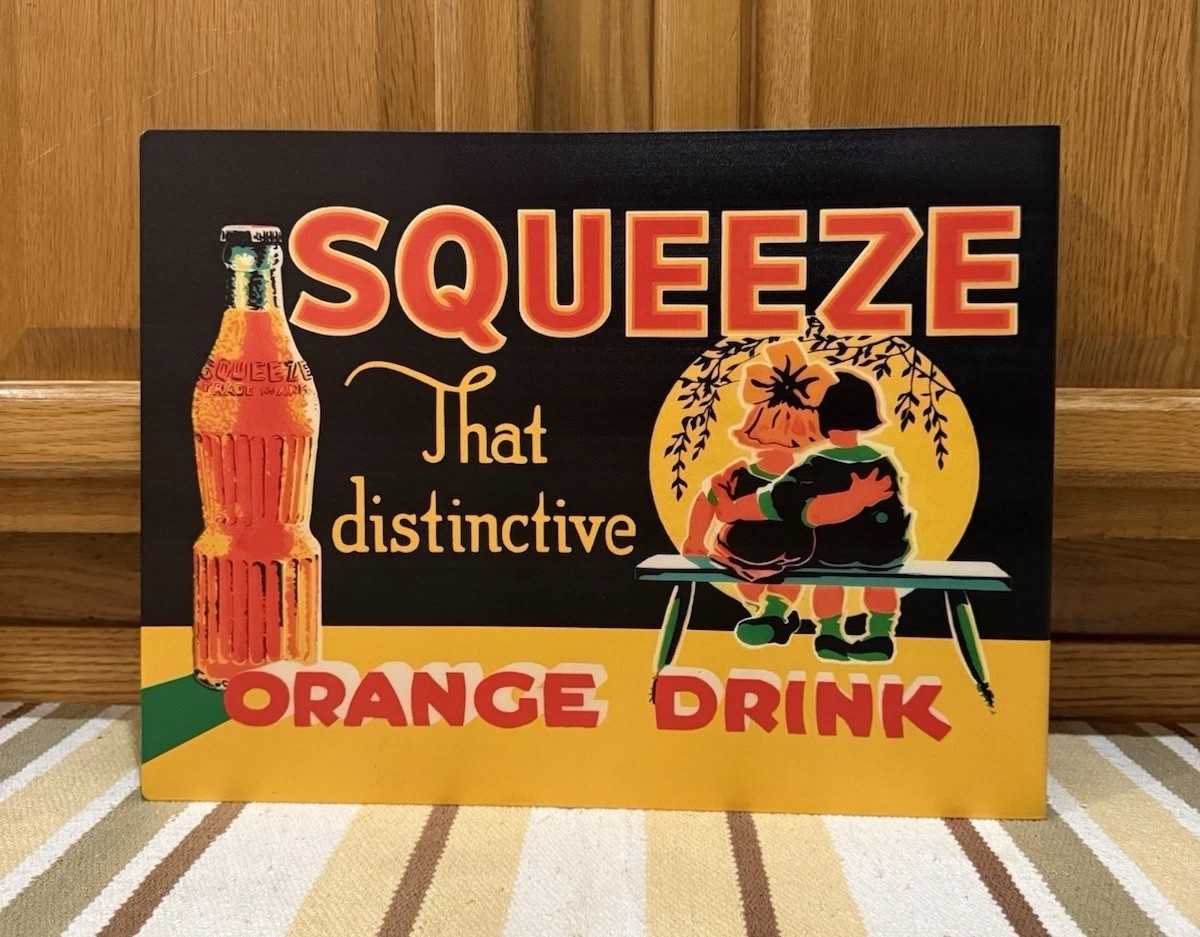 SQUEEZE
SQUEEZE
TRADE MARK
That
distinctive
ORANGE DRINK